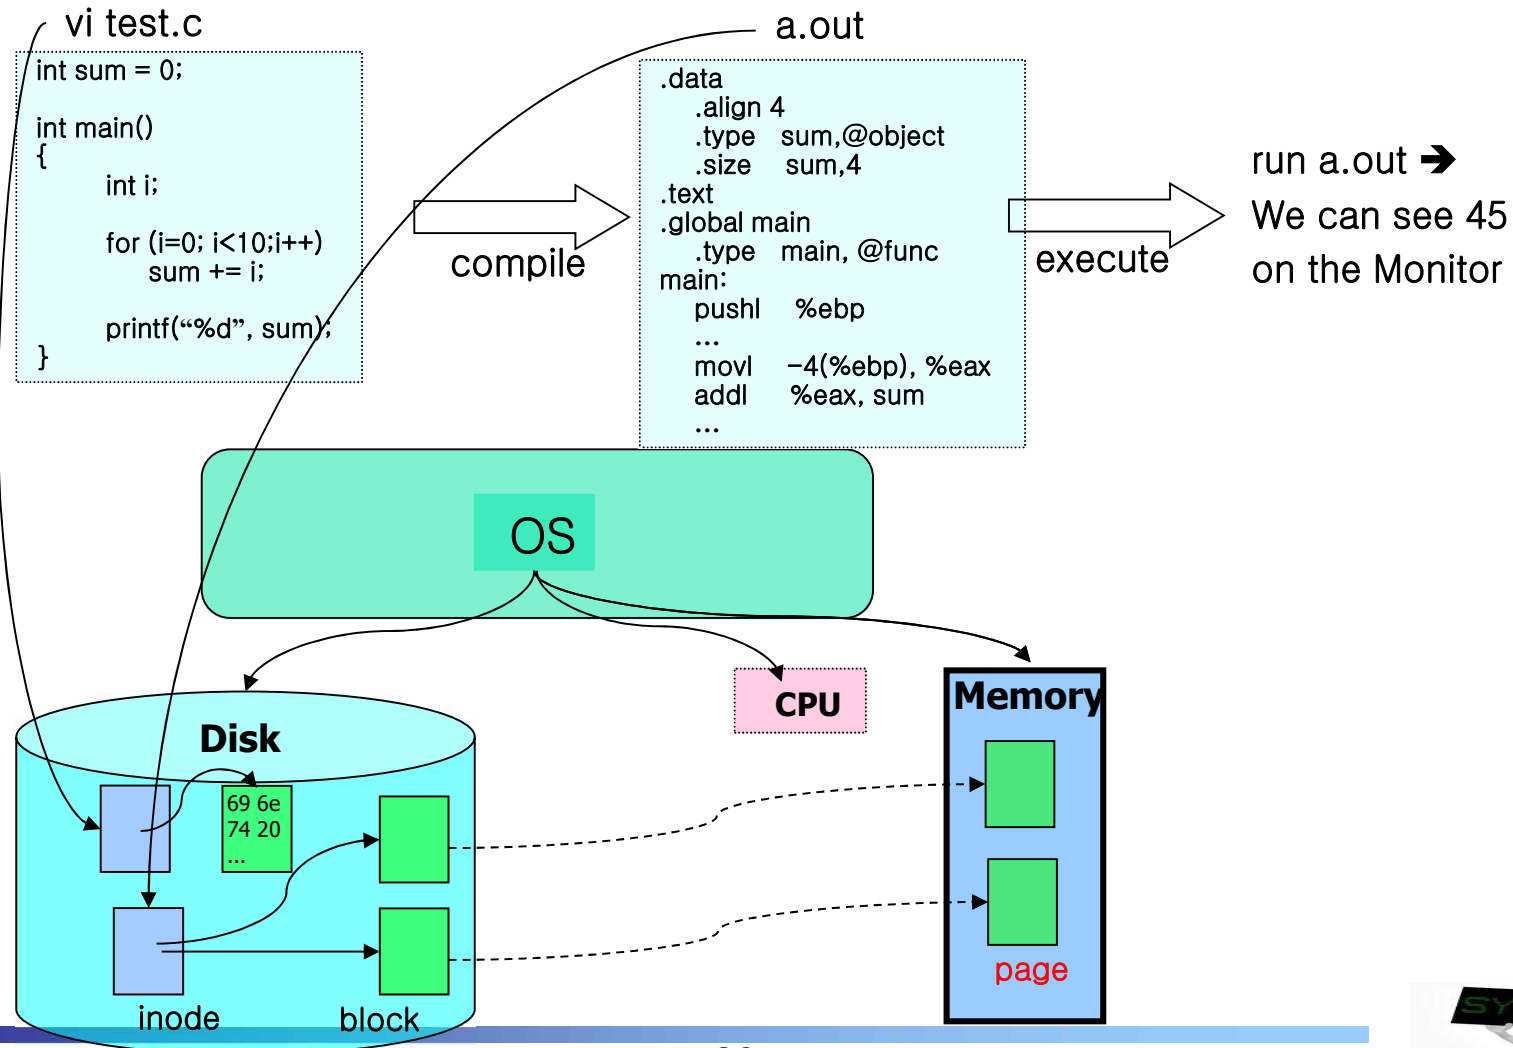 vi test.c
int sum = 0;
int main()
{
int i;
for (i=0; i<10;i++)
sum += i;
printf(“%d”, sum);
}
compile
a.out
.data
.align 4
.type sum,@object
.size sum,4
.text
.global main
.type main, @func
main:
pushl %ebp
...
movl -4(%ebp), %eax
addl %eax, sum
...
execute
run a.out ➔
We can see 45
on the Monitor
OS
Disk
69 6e
74 20
...
inode
block
CPU
Memory
page